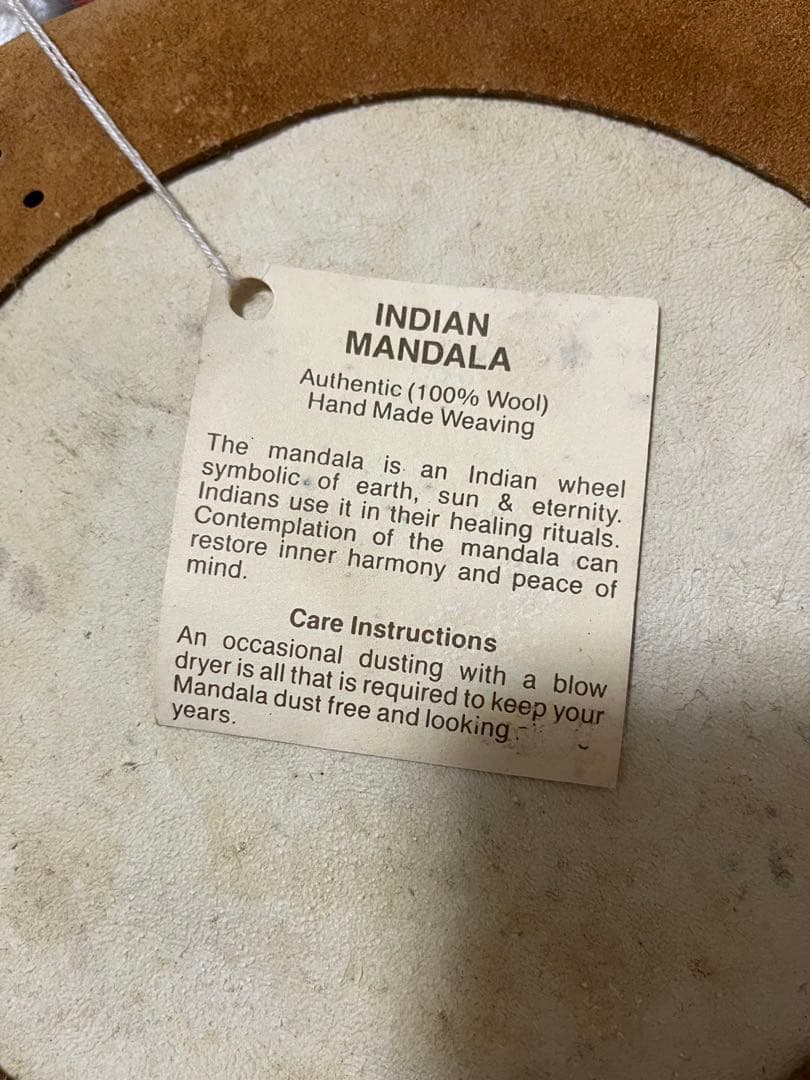 INDIAN
MANDALA
Authentic (100% Wool)
Hand Made Weaving
The mandala is an Indian wheel
symbolic of earth, sun & eternity.
Indians use it in their healing rituals.
Contemplation of the mandala can
restore inner harmony and peace of
mind.
Care Instructions
An occasional dusting with a blow
dryer is all that is required to keep your
Mandala dust free and looking
years.